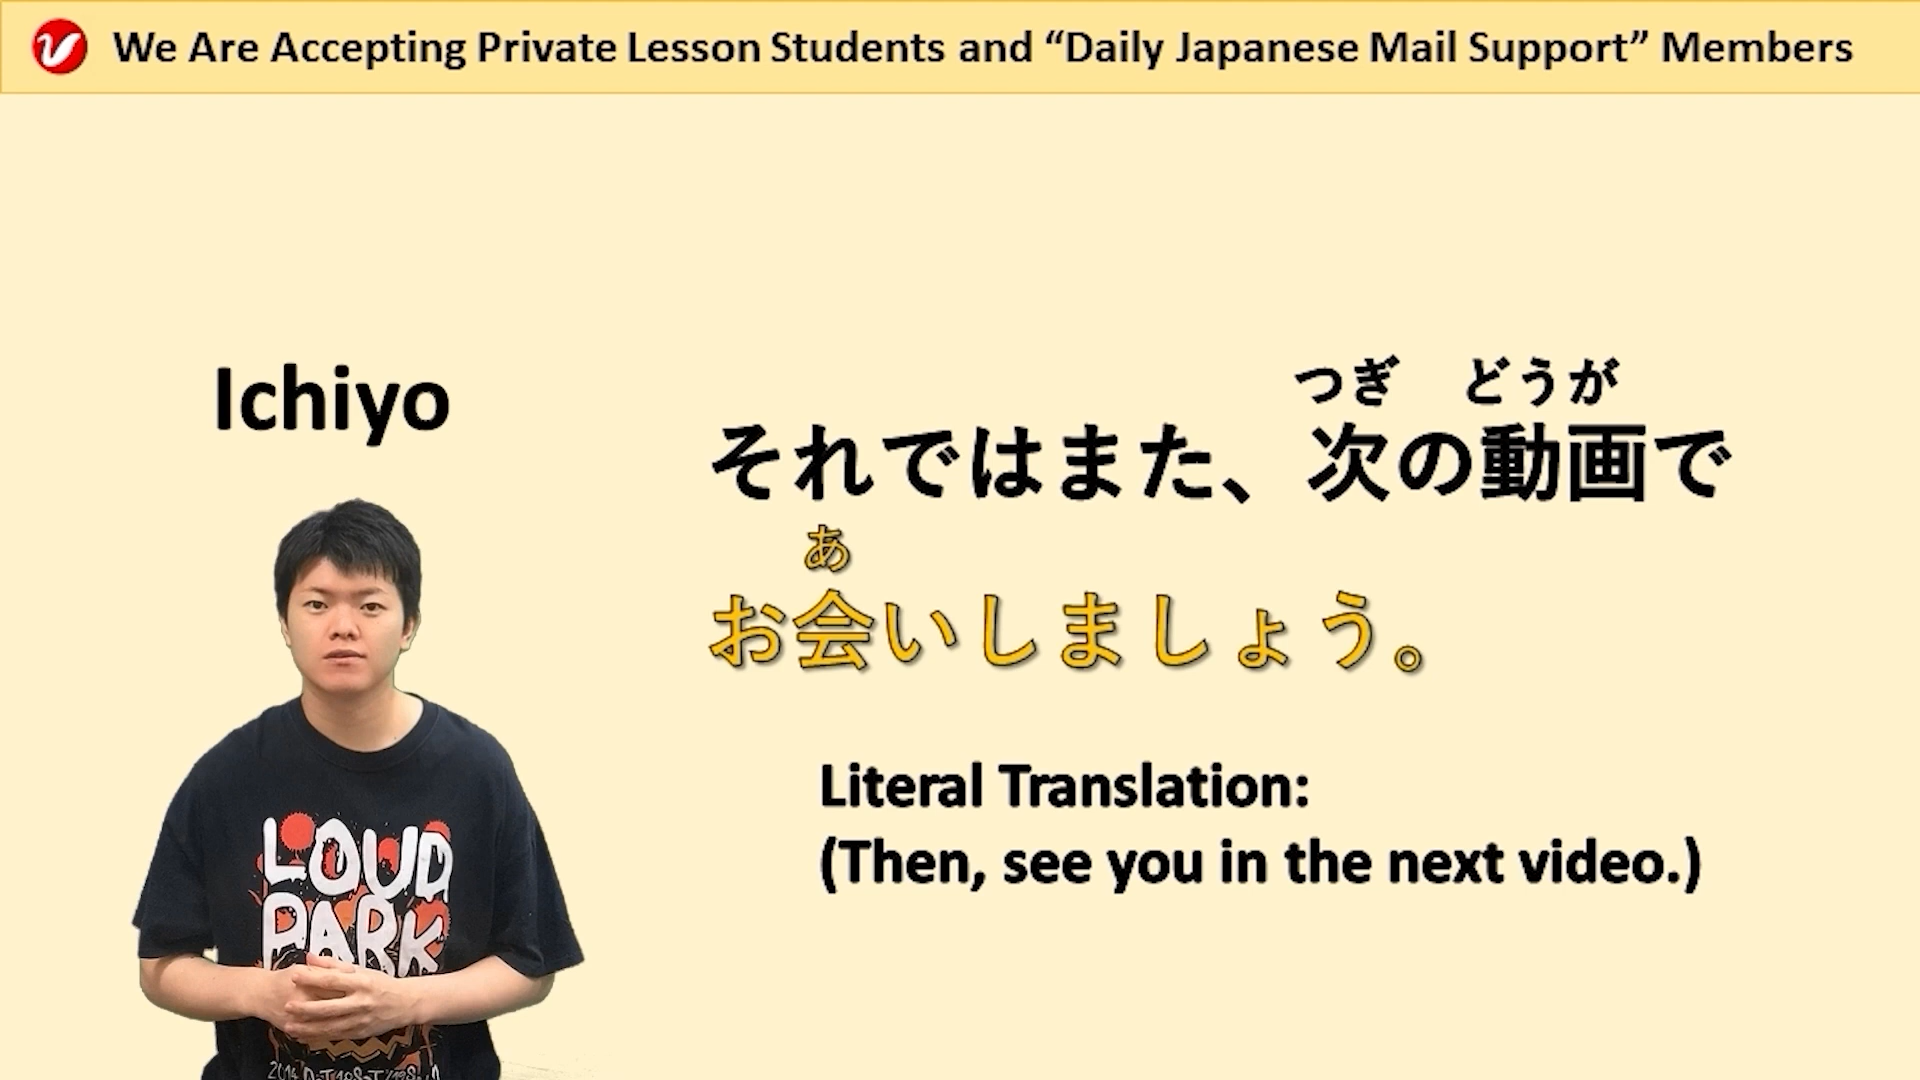 We Are Accepting Private Lesson Students and “Daily Japanese Mail Support” Members
Ichiyo
つぎ どうが
それではまた、次の動画で
あ
お会いしましょう。
Literal Translation:
(Then, see you in the next video.)
LOUD
PARK
2014